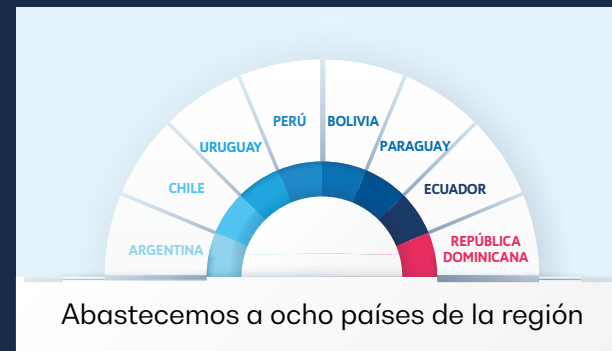 ARGENTINA
CHILE
URUGUAY
PERÚ
BOLIVIA
PARAGUAY
ECUADOR
REPÚBLICA
DOMINICANA
Abastecemos a ocho países de la región